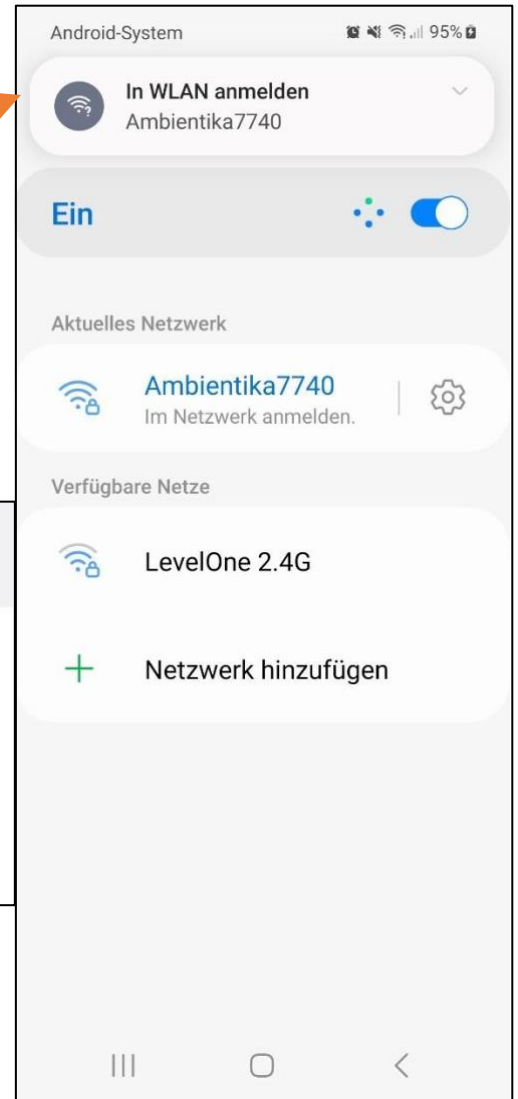 Android-System
95%
In WLAN anmelden
Ambientika7740
Ein
Aktuelles Netzwerk
Ambientika7740
Im Netzwerk anmelden.
Verfügbare Netze
LevelOne 2.4G
Netzwerk hinzufügen